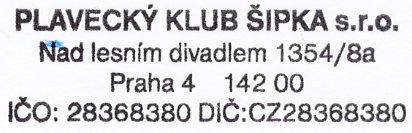 PLAVECKÝ KLUB ŠIPKA s.r.o.
Nad lesním divadlem 1354/8a
Praha 4 142 00
IČO: 28368380 DIČ:CZ28368380